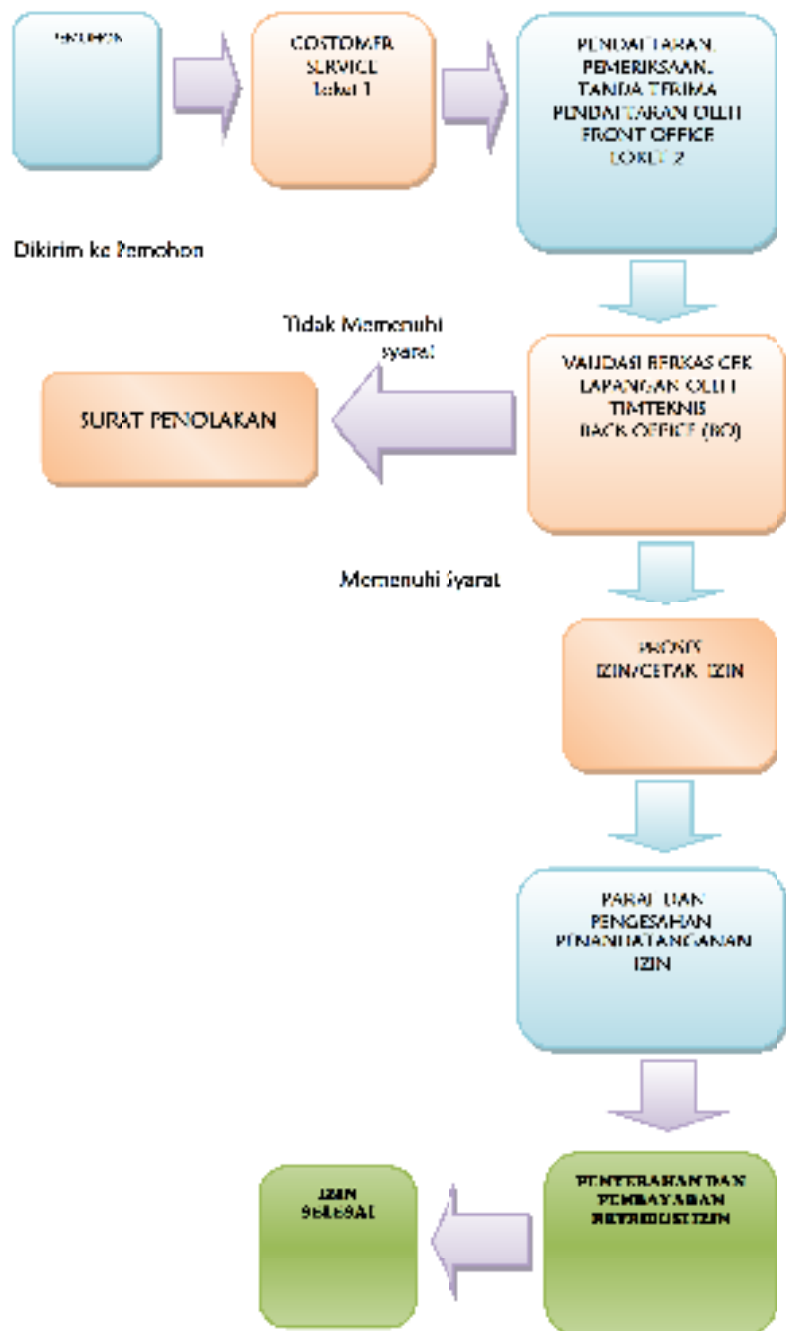 PEMOHON
COSTOMER
SERVICE
Loket 1
PENDAFTARAN,
PEMERIKSAAN,
TANDA TERIMA
PENDAFTARAN OLEH
FRONT OFFICE
LOKET 2
Dikirim ke Pemohon
Tidak Memenuhi
syarat
SURAT PENOLAKAN
VALIDASI BERKAS CEK
LAPANGAN OLEH
TIMTEKNIS
BACK OFFICE (BO)
Memenuhi Syarat
PROSES
IZIN/CETAK IZIN
PARAF DAN
PENGESAHAN
PENANDATANGANAN
IZIN
PENYERAHAN DAN
PEMBAYARAN
RETRIBUSI IZIN
IZIN
SELESAI